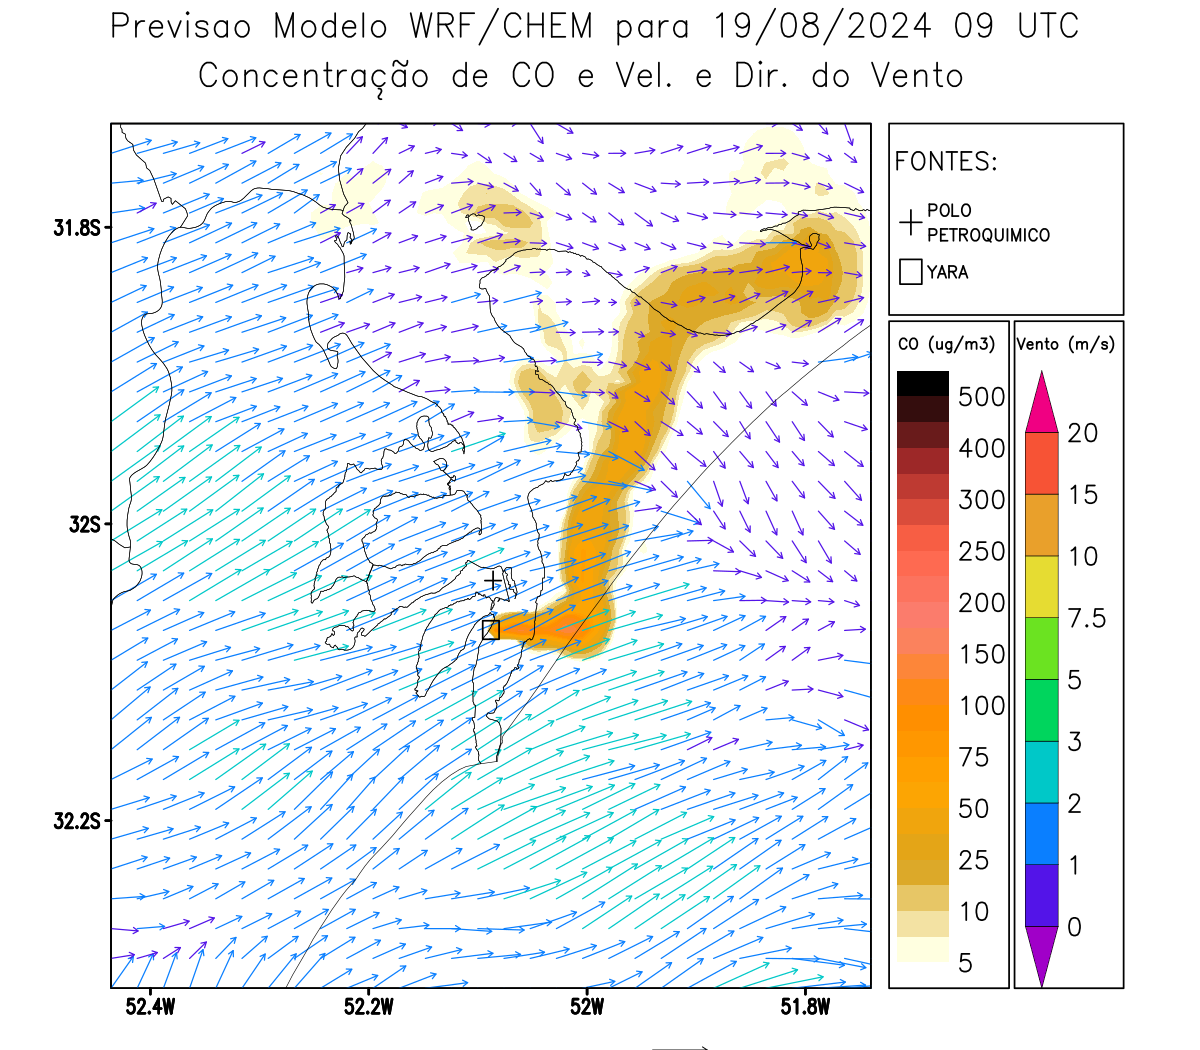 Previsao Modelo WRF/CHEM para 19/08/2024 09 UTC
Concentração de CO e Vel. e Dir. do Vento
FONTES:
POLO
PETROQUIMICO
YARA
CO (ug/m3)
500
400
300
250
200
150
100
75
50
25
10
5
Vento (m/s)
20
15
10
7.5
5
3
2
1
0
31.8S
32S
32.2S
52.4W
52.2W
52W
51.8W